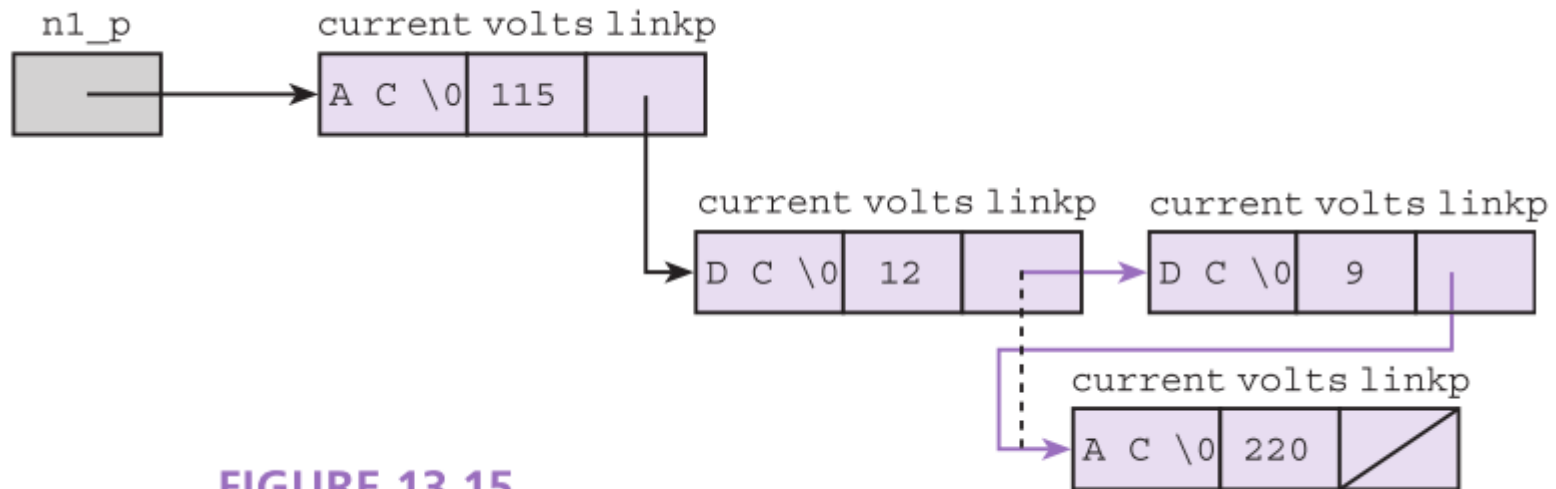 n1_p
current volts linkp
A C \0 115
current volts linkp
D C \0 12
current volts linkp
D C \0 9
current volts linkp
A C \0 220
FIGURE 13.15